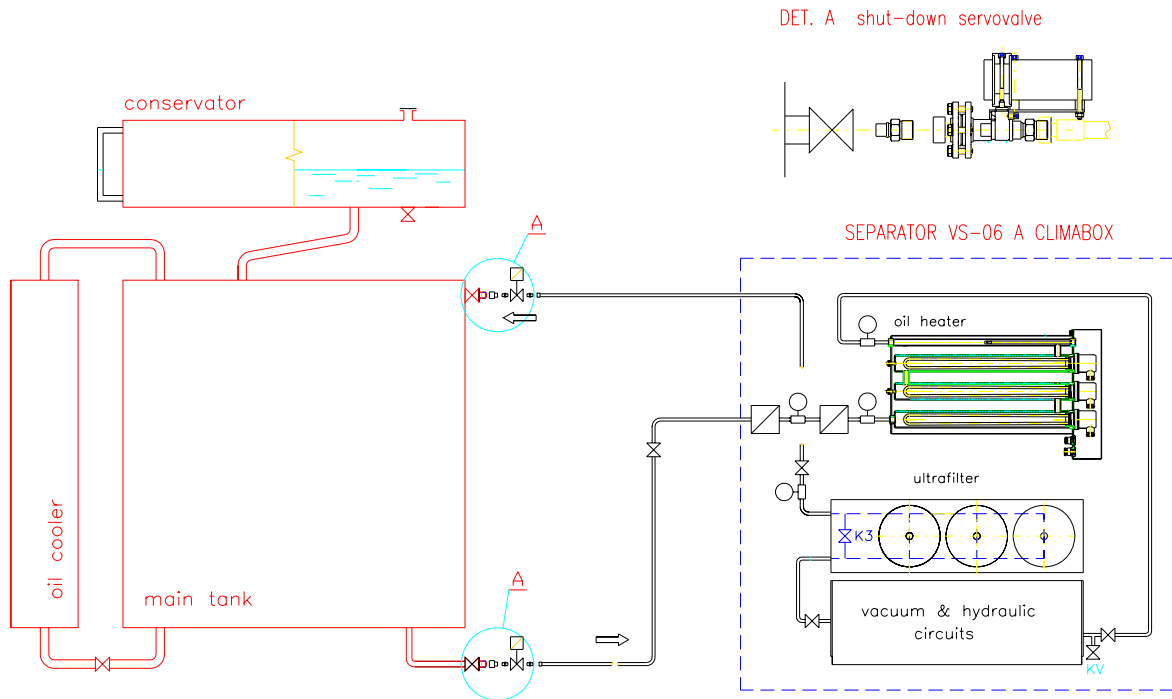 DET. A shut-down servovalve
conservator
A
SEPARATOR VS-06 A CLIMABOX
oil heater
ultrafilter
K3
oil cooler
main tank
A
vacuum & hydraulic
circuits
KV